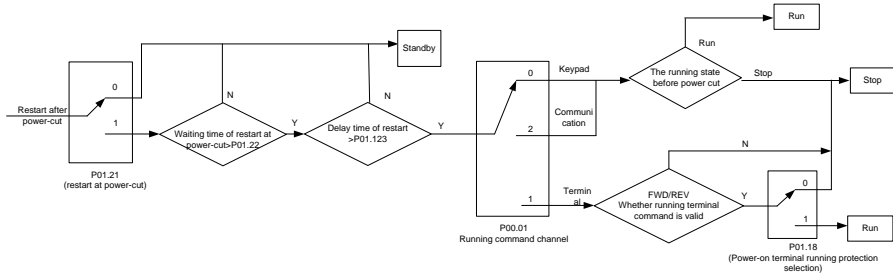 Run
Run
Standby
Keypad
0
The running state
before power cut
Stop
Stop
0
N
N
Restart after
power-cut
1
Waiting time of restart at
power-cut>P01.22
Y
Delay time of restart
>P01.123
Y
Communi
cation
2
P01.21
(restart at power-cut)
N
1
Termin
al
FWD/REV
Whether running terminal
command is valid
Y
0
1
Run
P00.01
Running command channel
P01.18
(Power-on terminal running protection
selection)